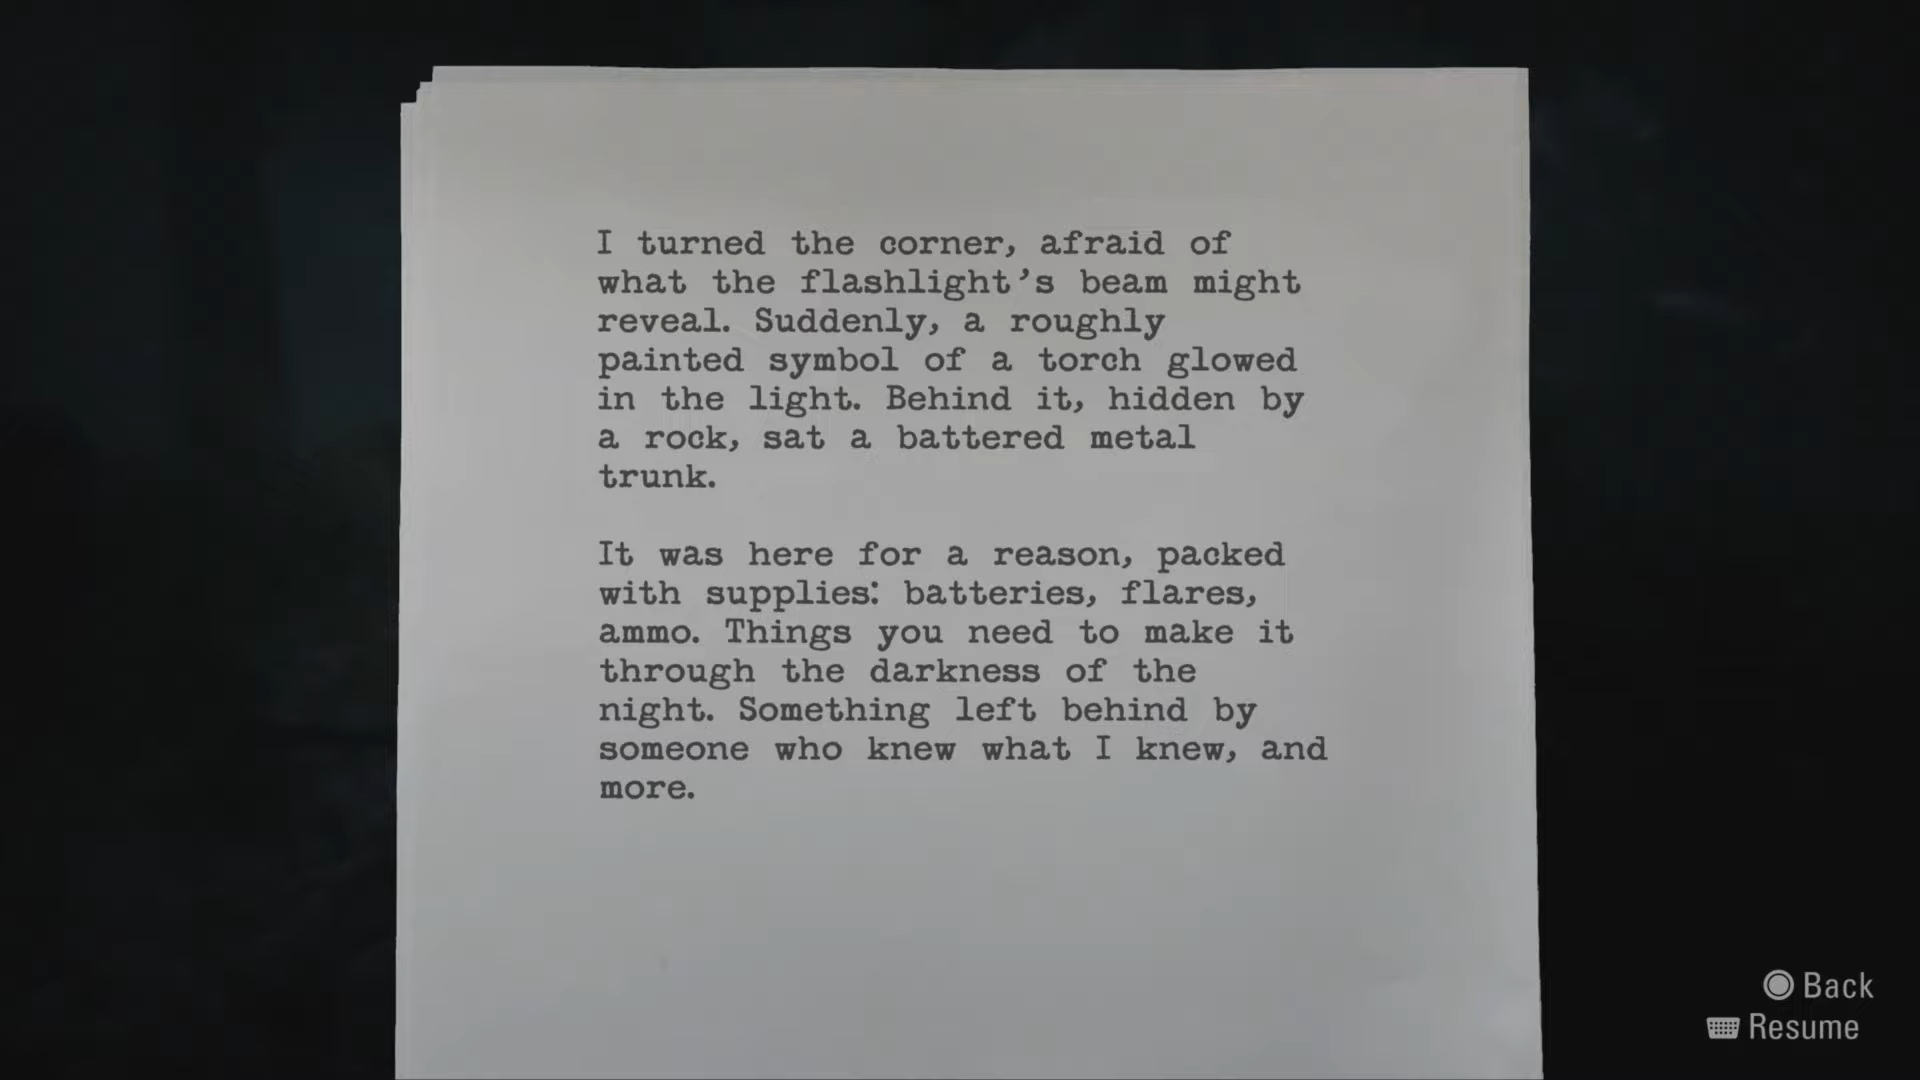 I turned the corner, afraid of
what the flashlight's beam might
reveal. Suddenly, a roughly
painted symbol of a torch glowed
in the light. Behind it, hidden by
a rock, sat a battered metal
trunk.
It was here for a reason, packed
with supplies: batteries, flares,
ammo. Things you need to make it
through the darkness of the
night. Something left behind by
someone who knew what I knew, and
more.
Back
Resume